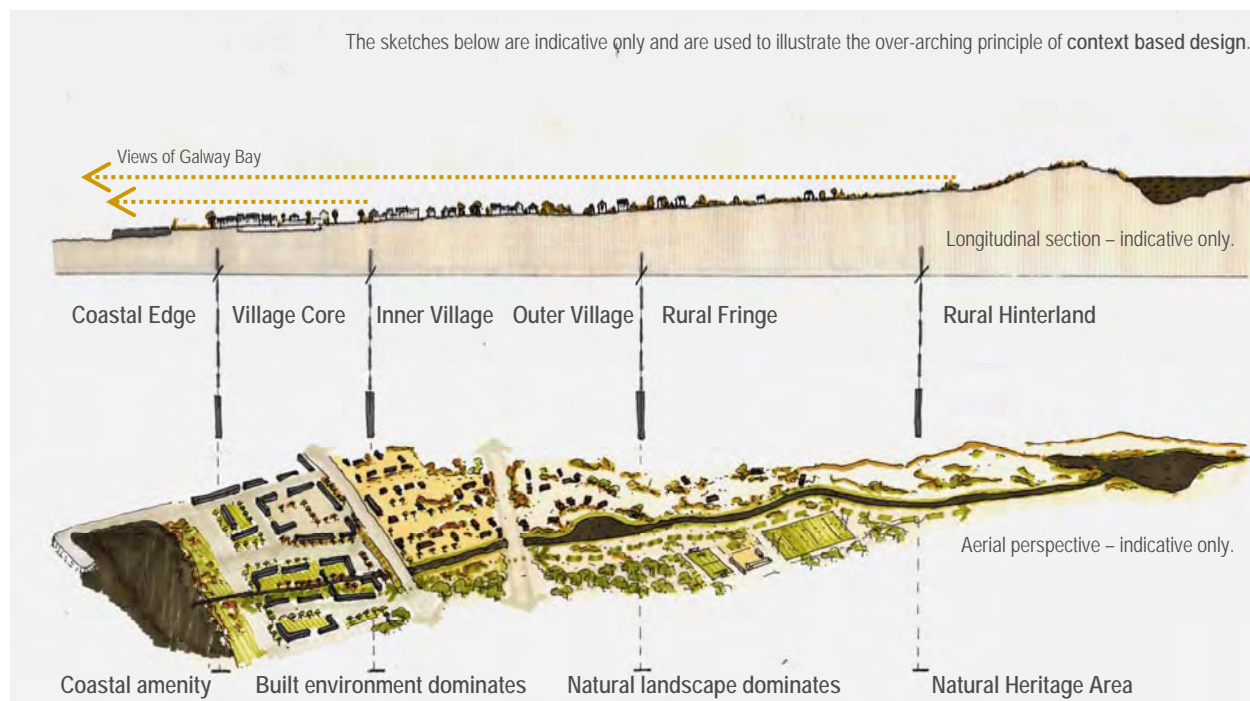 The sketches below are indicative only and are used to illustrate the over-arching principle of context based design.
Views of Galway Bay
Longitudinal section – indicative only.
Coastal Edge Village Core Inner Village Outer Village Rural Fringe Rural Hinterland
Aerial perspective – indicative only.
Coastal amenity Built environment dominates Natural landscape dominates Natural Heritage Area